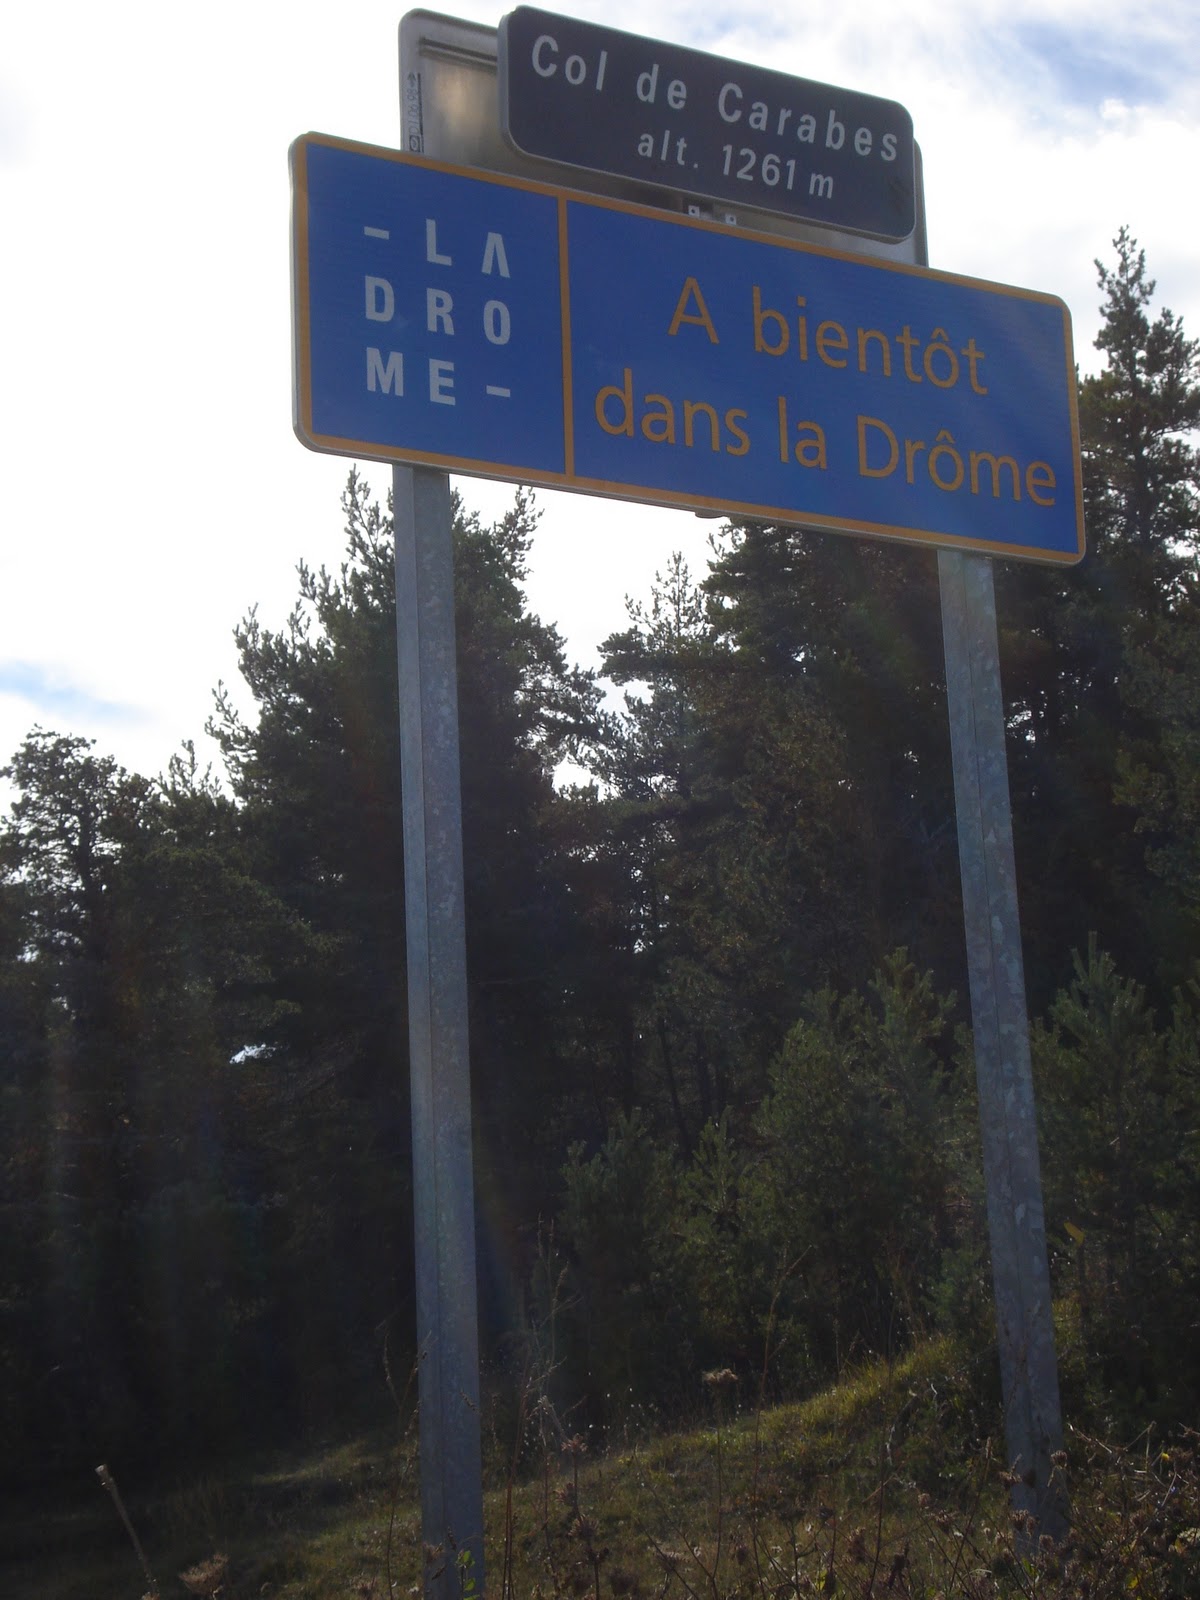 Col de Carabes
alt. 1261 m
– LA
DRO
ME –
A bientôt
dans la Drôme